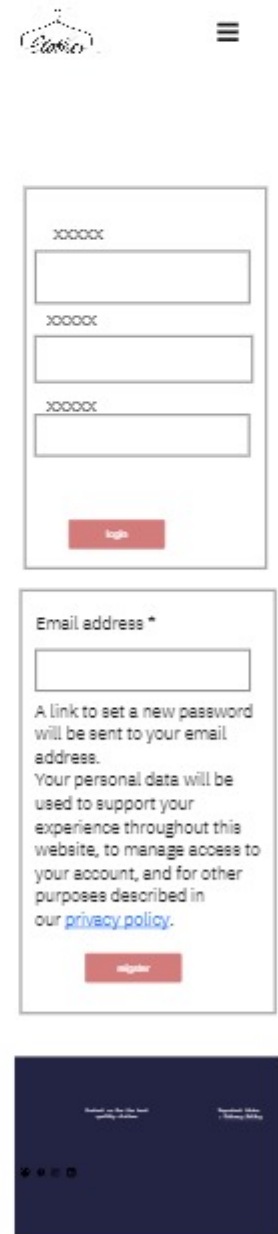 Clothes
xxxxx
xxxxx
xxxxx
login
Email address *
A link to set a new password
will be sent to your email
address.
Your personal data will be
used to support your
experience throughout this
website, to manage access to
your account, and for other
purposes described in
our privacy policy.
register
quality clothes